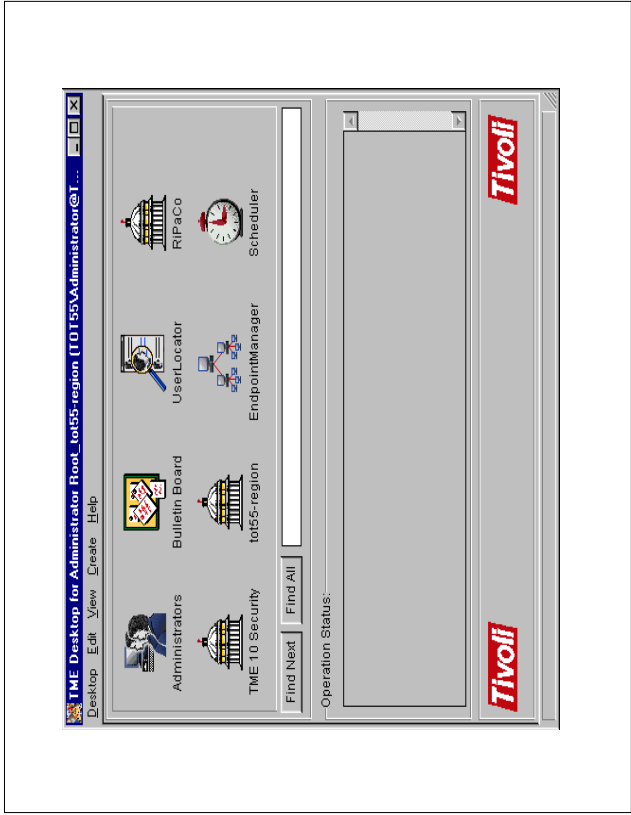 TME Desktop for Administrator Root_tot55-region (TOT55\Administrator@T...
Desktop Edit View Create Help
Administrators Bulletin Board UserLocator RiPaCo
TME 10 Security tot55-region EndpointManager Scheduler
Find Next Find All
Operation Status:
Tivoli Tivoli